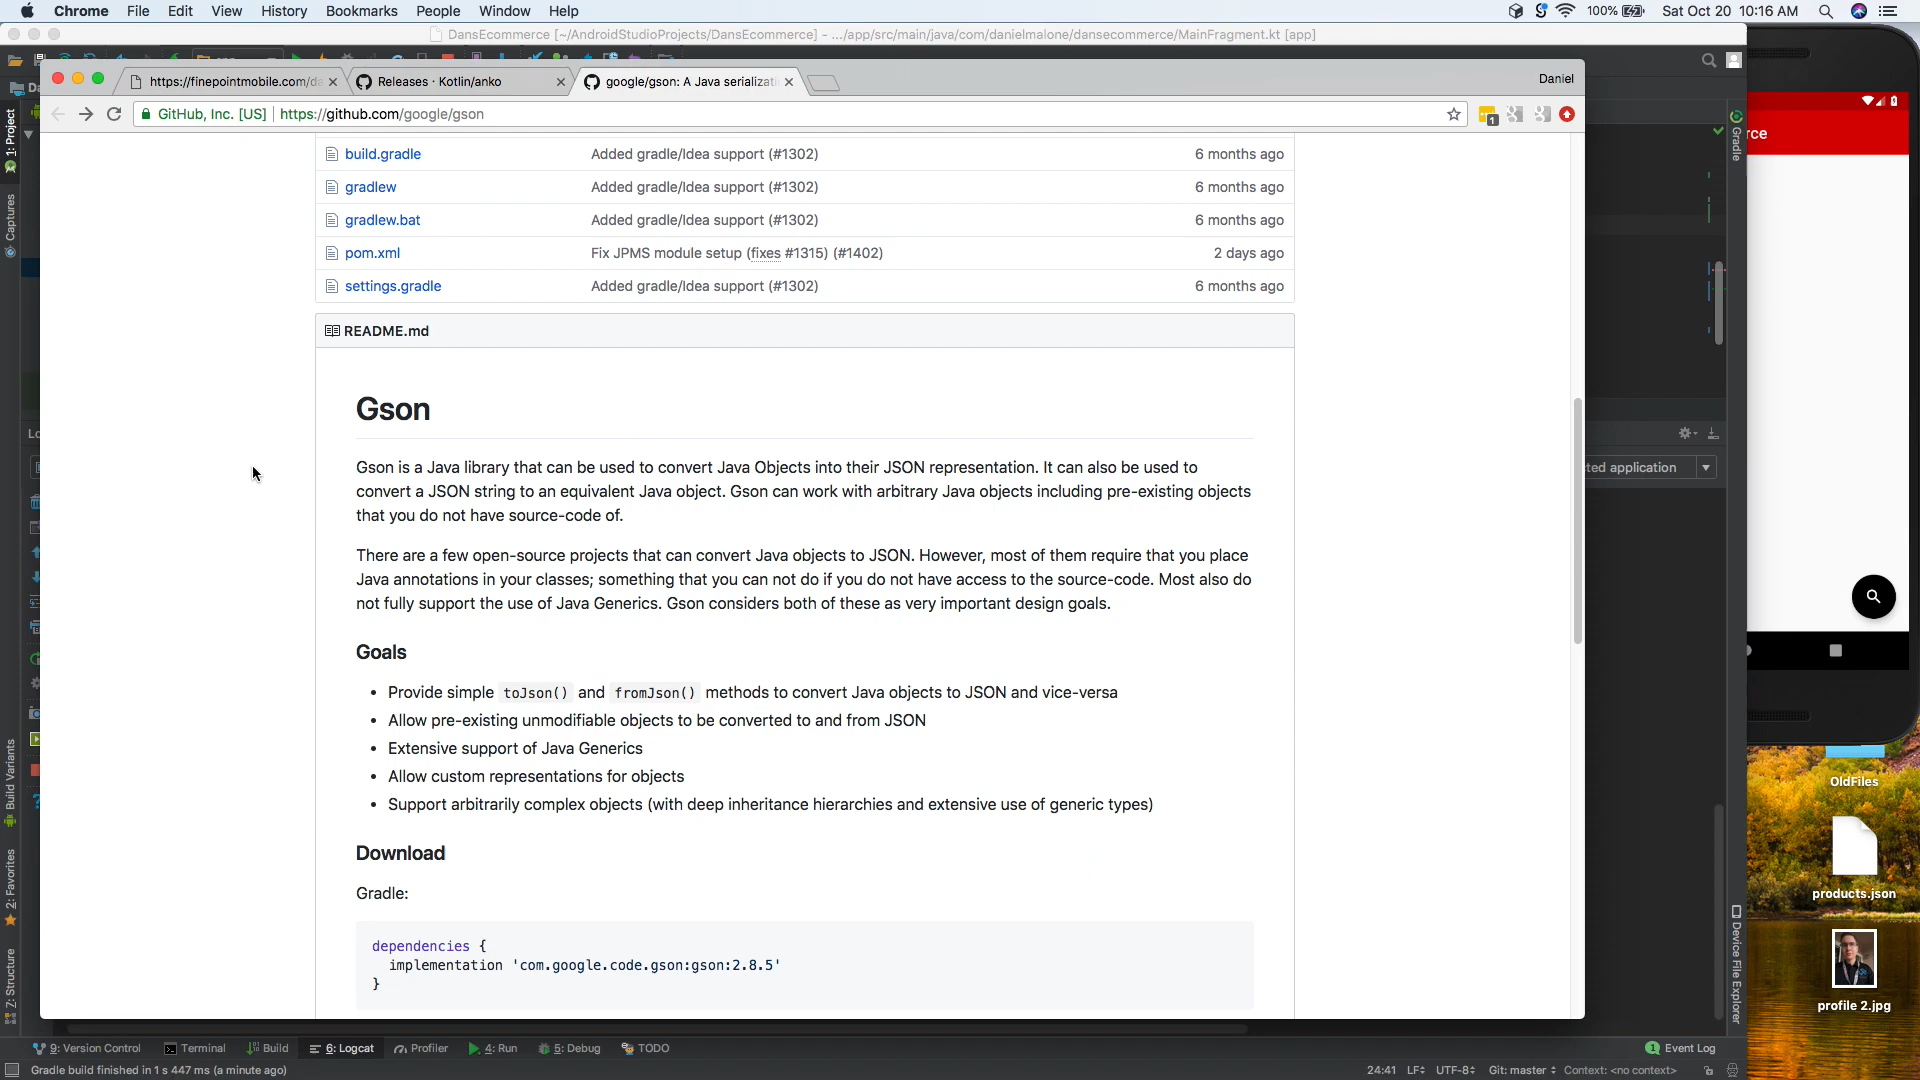 Chrome File Edit View History Bookmarks People Window Help
100% Sat Oct 20 10:16 AM
DansEcommerce [~/AndroidStudioProjects/DansEcommerce] - .../app/src/main/java/com/danielmalone/dansecommerce/MainFragment.kt [app]
https://finepointmobile.com/da
Releases · Kotlin/anko
google/gson: A Java serializati
Daniel
GitHub, Inc. [US] https://github.com/google/gson
1
1: Project
Captures
Build Variants
2: Favorites
7: Structure
Gradle
Device File Explorer
rce
build.gradle Added gradle/Idea support (#1302) 6 months ago
gradlew Added gradle/Idea support (#1302) 6 months ago
gradlew.bat Added gradle/Idea support (#1302) 6 months ago
pom.xml Fix JPMS module setup (fixes #1315) (#1402) 2 days ago
settings.gradle Added gradle/Idea support (#1302) 6 months ago
README.md
Gson
Gson is a Java library that can be used to convert Java Objects into their JSON representation. It can also be used to
convert a JSON string to an equivalent Java object. Gson can work with arbitrary Java objects including pre-existing objects
that you do not have source-code of.
There are a few open-source projects that can convert Java objects to JSON. However, most of them require that you place
Java annotations in your classes; something that you can not do if you do not have access to the source-code. Most also do
not fully support the use of Java Generics. Gson considers both of these as very important design goals.
Goals
• Provide simple toJson() and fromJson() methods to convert Java objects to JSON and vice-versa
• Allow pre-existing unmodifiable objects to be converted to and from JSON
• Extensive support of Java Generics
• Allow custom representations for objects
• Support arbitrarily complex objects (with deep inheritance hierarchies and extensive use of generic types)
Download
Gradle:
dependencies {
implementation 'com.google.code.gson:gson:2.8.5'
}
ted application
OldFiles
products.json
profile 2.jpg
9: Version Control Terminal Build 6: Logcat Profiler 4: Run 5: Debug TODO
1 Event Log
Gradle build finished in 1 s 447 ms (a minute ago)
24:41 LF UTF-8 Git: master Context: <no context>